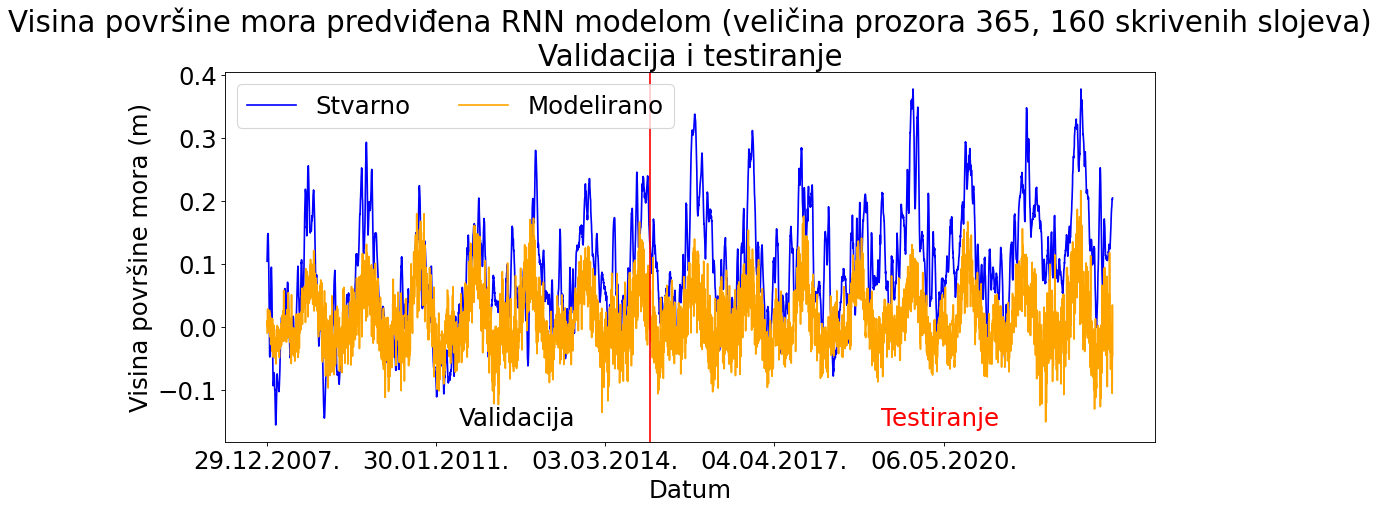 Visina površine mora predviđena RNN modelom (veličina prozora 365, 160 skrivenih slojeva)
Validacija i testiranje
Stvarno Modelirano
Visina površine mora (m)
0.4
0.3
0.2
0.1
0.0
−0.1
Validacija Testiranje
29.12.2007. 30.01.2011. 03.03.2014. 04.04.2017. 06.05.2020.
Datum